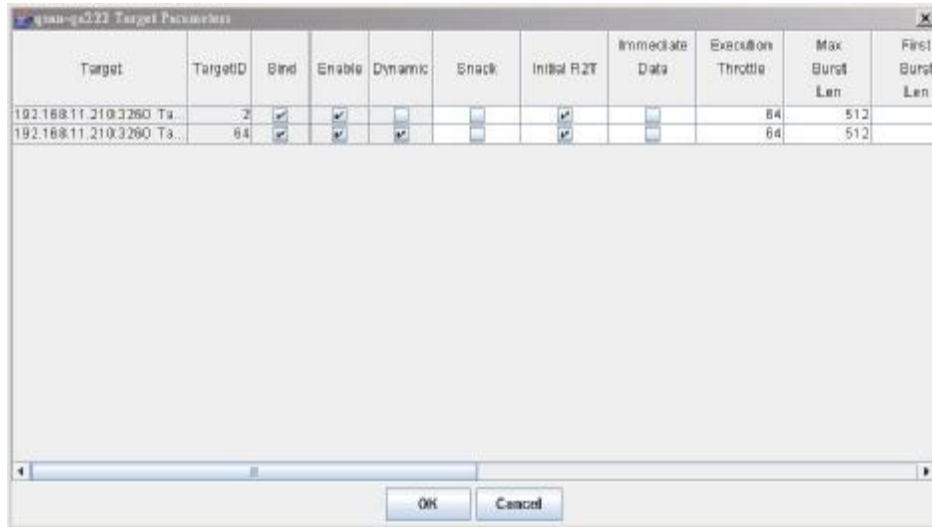 qsan-qa223 Target Parameters
Target TargetID Bind Enable Dynamic Snack Initial R2T Immediate Data Execution Throttle Max Burst Len First Burst Len
192.168.11.210:3260 Ta... 2 64 512
192.168.11.210:3260 Ta... 64 64 512
OK Cancel